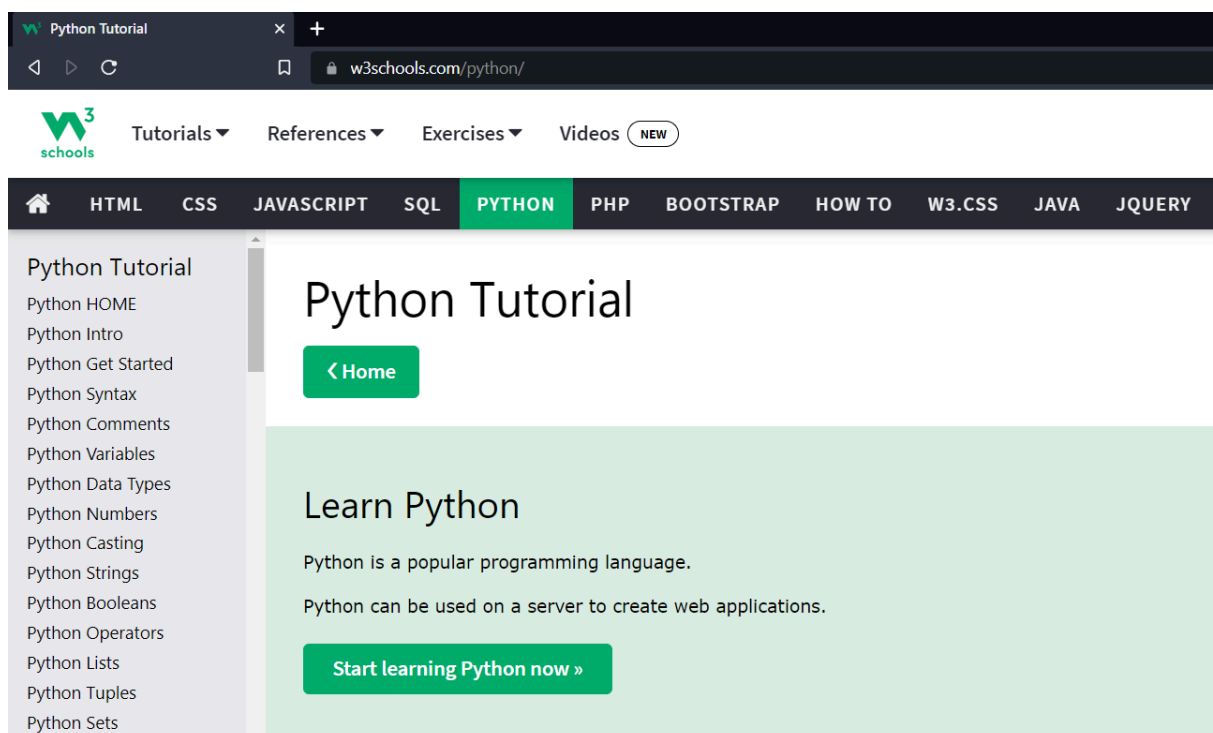 Python Tutorial
w3schools.com/python/
W3 schools
Tutorials References Exercises Videos NEW
HTML CSS JAVASCRIPT SQL PYTHON PHP BOOTSTRAP HOW TO W3.CSS JAVA JQUERY
Python Tutorial
Python HOME
Python Intro
Python Get Started
Python Syntax
Python Comments
Python Variables
Python Data Types
Python Numbers
Python Casting
Python Strings
Python Booleans
Python Operators
Python Lists
Python Tuples
Python Sets
Python Tutorial
❮ Home
Learn Python
Python is a popular programming language.
Python can be used on a server to create web applications.
Start learning Python now »